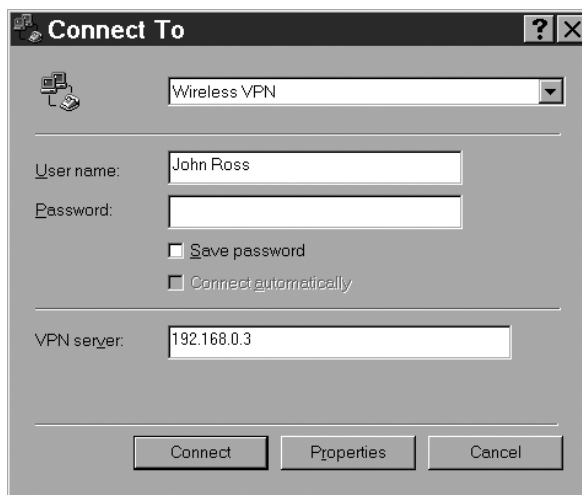 Connect To
Wireless VPN
User name:
John Ross
Password:
Save password
Connect automatically
VPN server:
192.168.0.3
Connect
Properties
Cancel